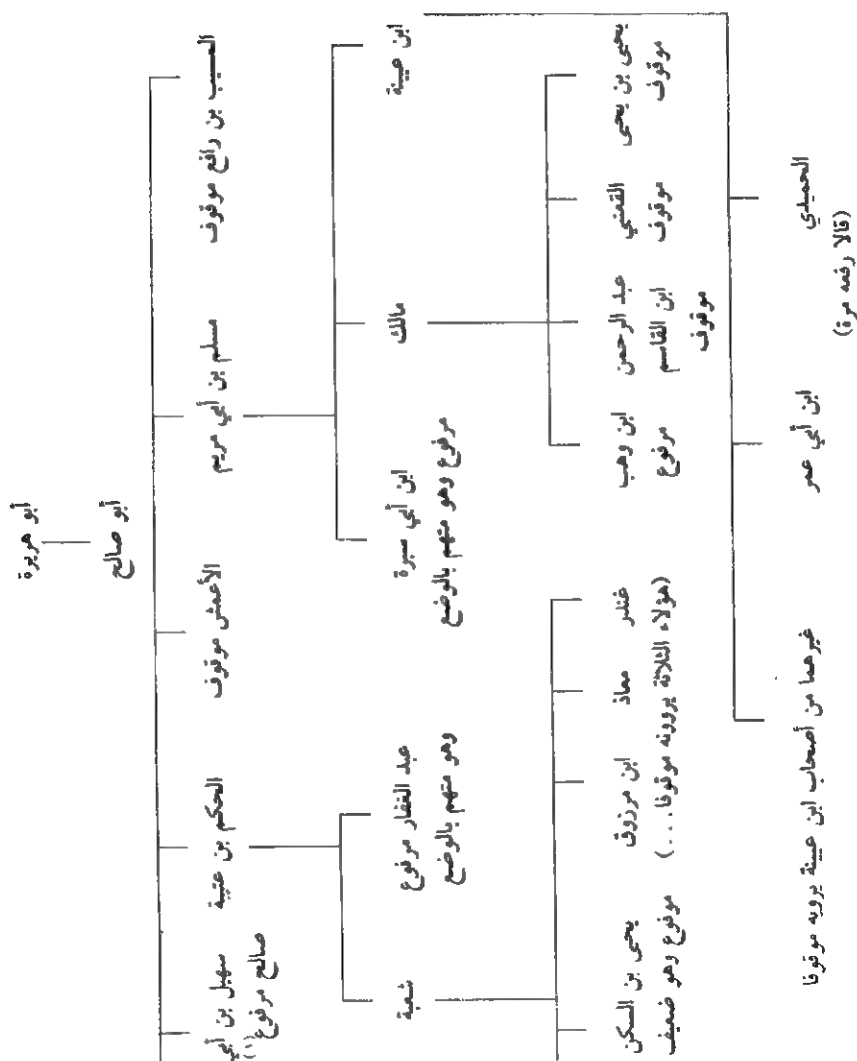 أبو هريرة
أبو صالح
المسيب بن رافع موقوف
مسلم بن أبي مريم
الأعمش موقوف
الحكم بن عتيبة
سهيل بن أبي
صالح مرفوع (١)
ابن عيينة
مالك
ابن أبي سبرة
مرفوع وهو متهم بالوضع
عبد الغفار مرفوع
وهو متهم بالوضع
شعبة
يحيى بن يحيى
موقوف
القعنبي
موقوف
عبد الرحمن
ابن القاسم
موقوف
ابن وهب
مرفوع
غندر
معاذ
ابن مرزوق
(هؤلاء الثلاثة يروونه موقوفا...)
يحيى بن السكن
موفوع وهو ضعيف
الحميدي
(قالا رفعه مرة)
ابن أبي عمر
غيرهما من أصحاب ابن عيينة يرويه موقوفا